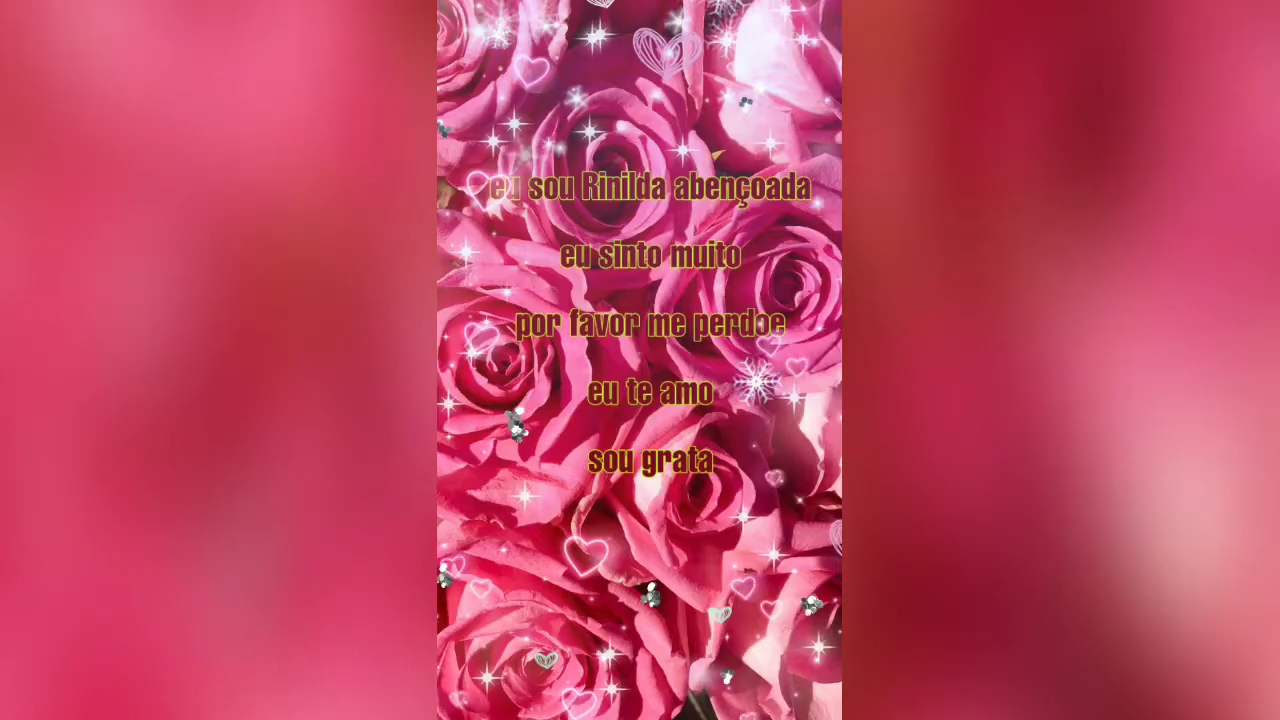 eu sou Rinilda abençoada
eu sinto muito
por favor me perdoe
eu te amo
sou grata